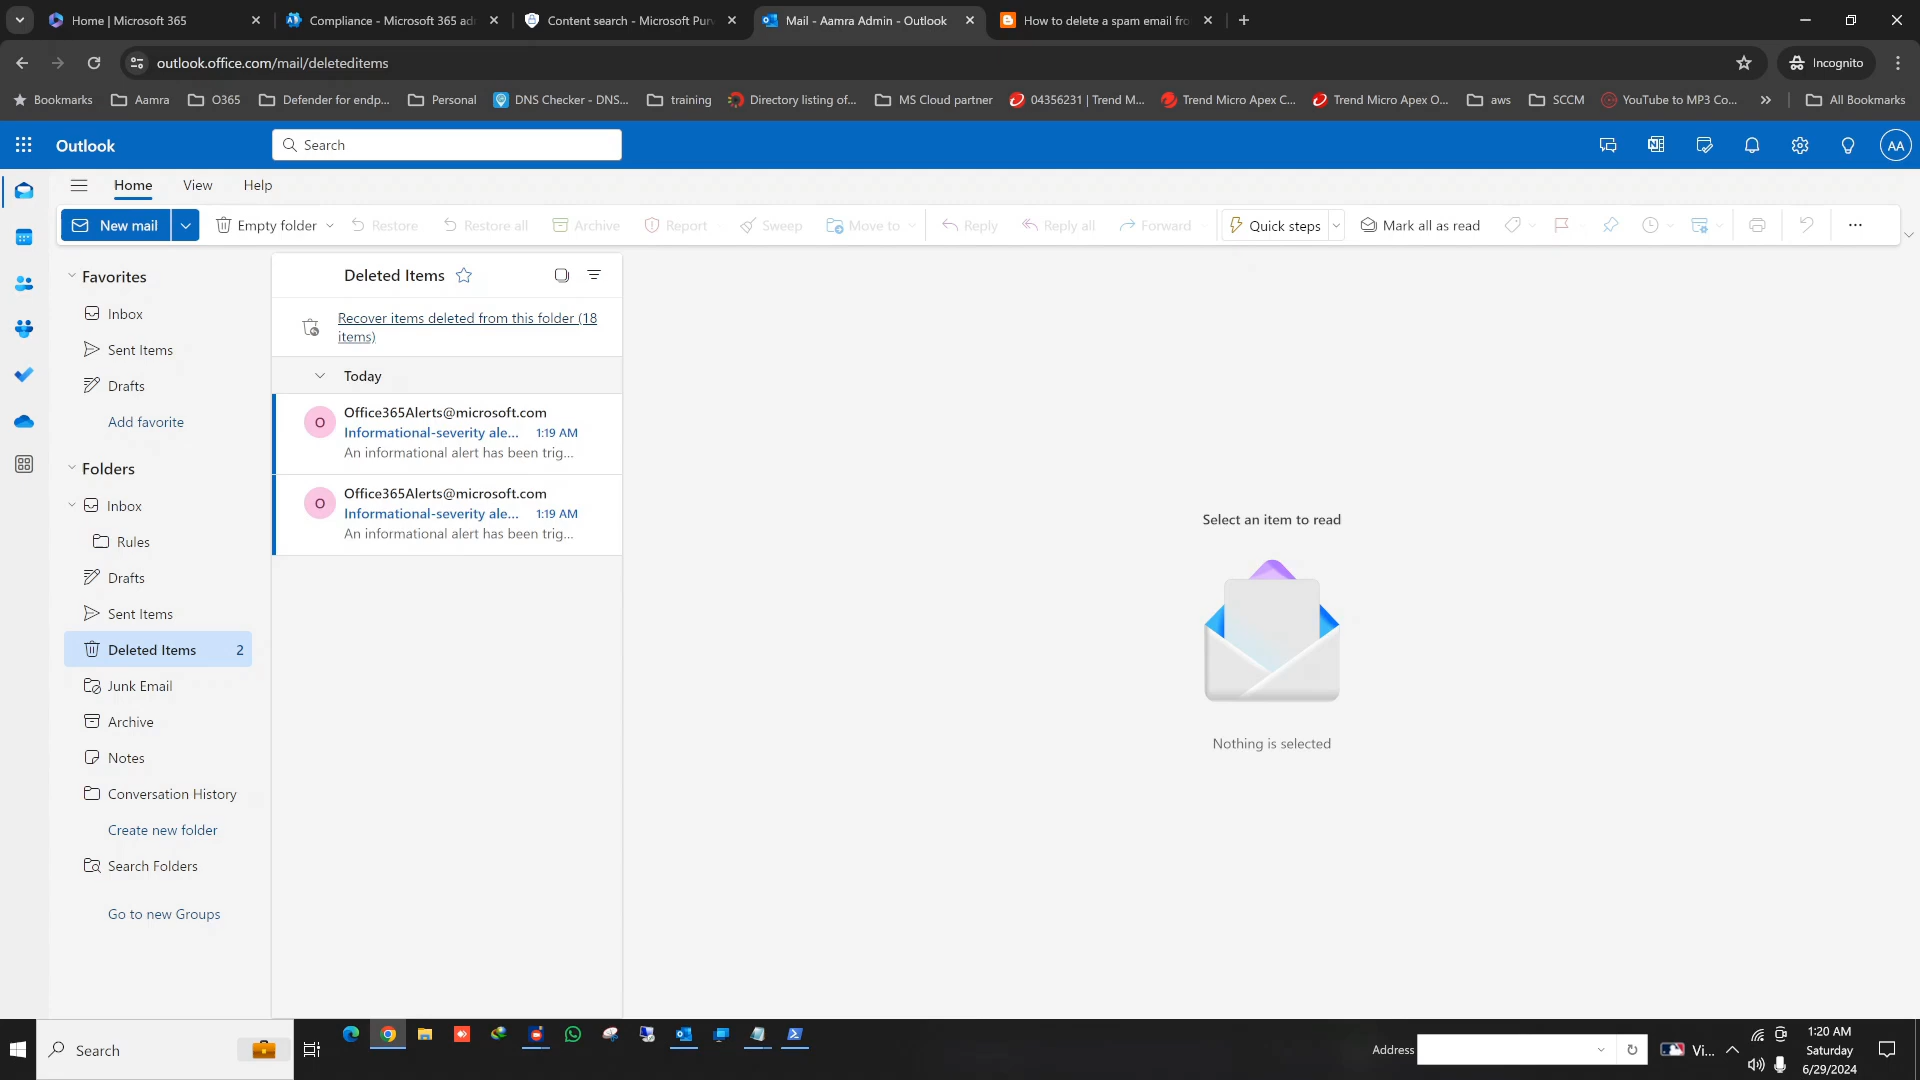 Home | Microsoft 365
Compliance - Microsoft 365 ad
Content search - Microsoft Purv
Mail - Aamra Admin - Outlook
How to delete a spam email fro
outlook.office.com/mail/deleteditems
Incognito
Bookmarks
Aamra
O365
Defender for endp...
Personal
DNS Checker - DNS...
training
Directory listing of...
MS Cloud partner
04356231 | Trend M...
Trend Micro Apex C...
Trend Micro Apex O...
aws
SCCM
YouTube to MP3 Co...
All Bookmarks
Outlook
Search
AA
Home
View
Help
New mail
Empty folder
Restore
Restore all
Archive
Report
Sweep
Move to
Reply
Reply all
Forward
Quick steps
Mark all as read
Favorites
Inbox
Sent Items
Drafts
Add favorite
Folders
Inbox
Rules
Drafts
Sent Items
Deleted Items 2
Junk Email
Archive
Notes
Conversation History
Create new folder
Search Folders
Go to new Groups
Deleted Items
Recover items deleted from this folder (18
items)
Today
O
Office365Alerts@microsoft.com
Informational-severity ale... 1:19 AM
An informational alert has been trig...
O
Office365Alerts@microsoft.com
Informational-severity ale... 1:19 AM
An informational alert has been trig...
Select an item to read
Nothing is selected
Search
Address
Vi...
1:20 AM
Saturday
6/29/2024